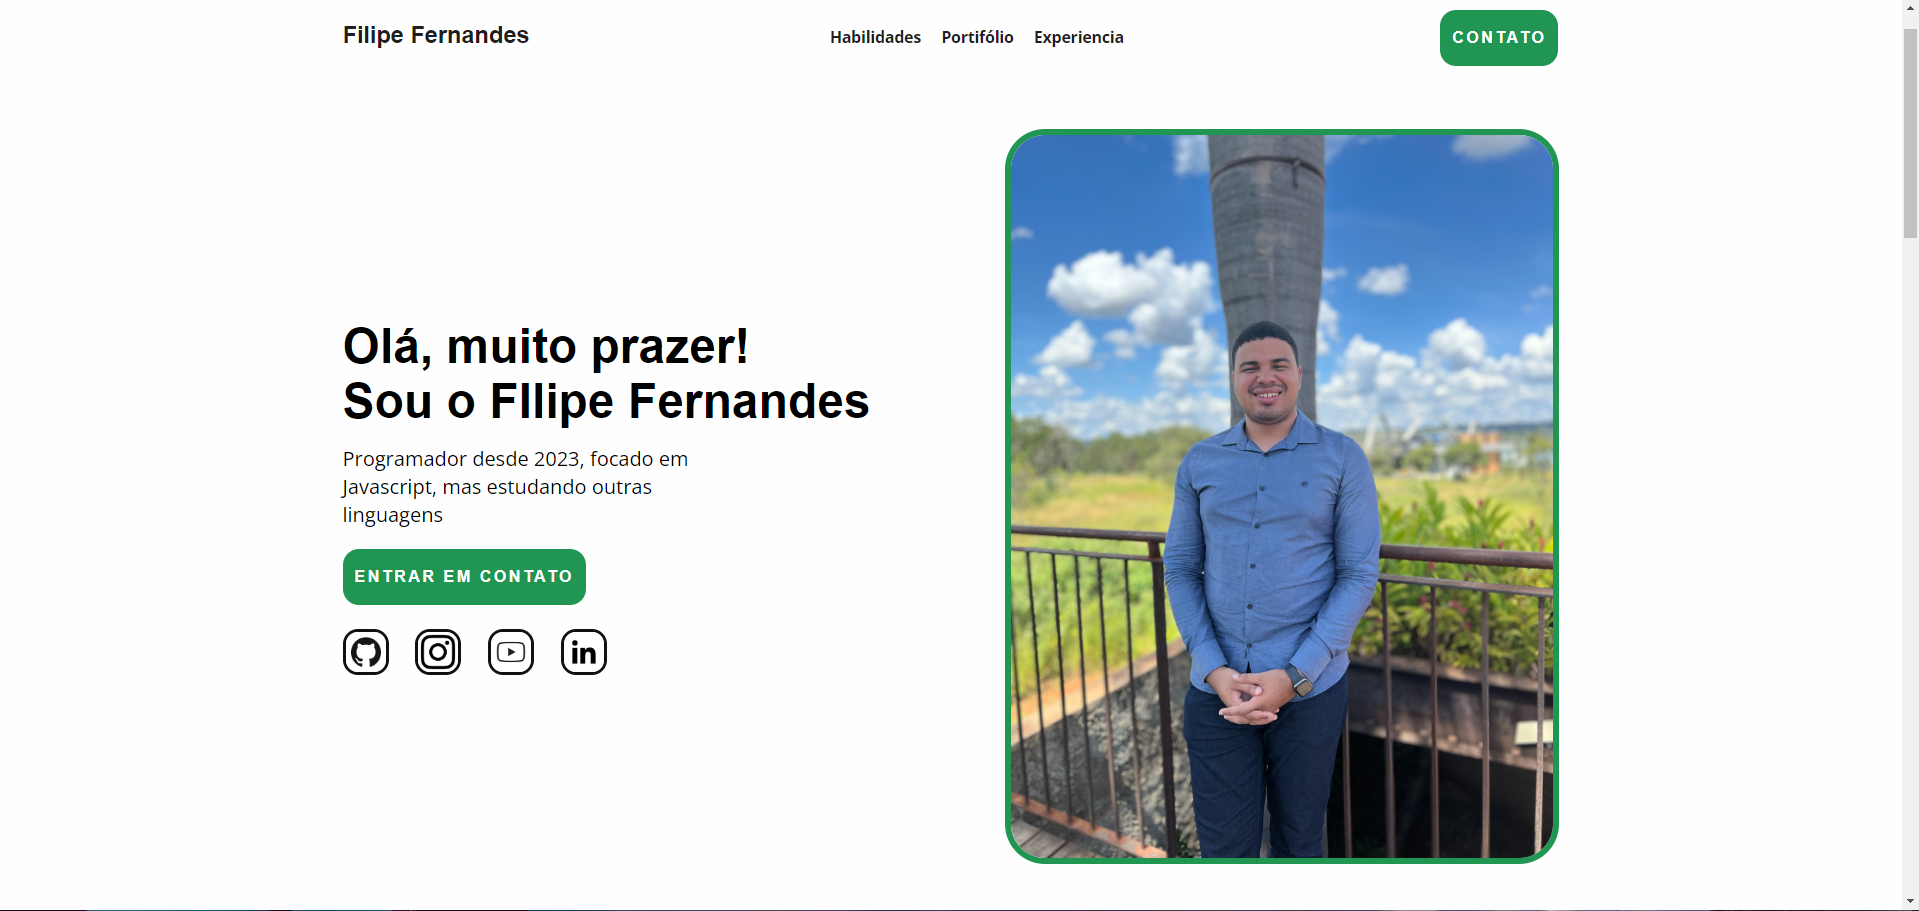 Filipe Fernandes
Habilidades Portifólio Experiencia
CONTATO
Olá, muito prazer!
Sou o FIlipe Fernandes
Programador desde 2023, focado em
Javascript, mas estudando outras
linguagens
ENTRAR EM CONTATO
in